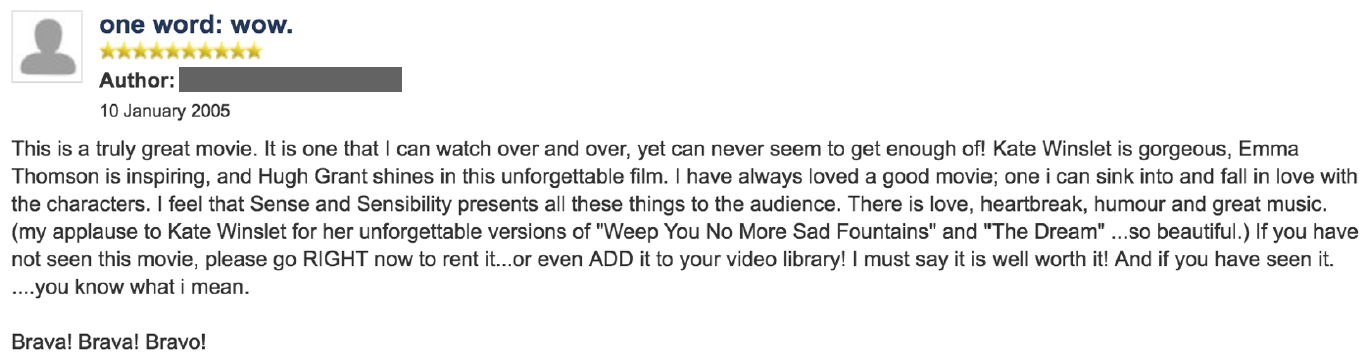 one word: wow.
Author:
10 January 2005
This is a truly great movie. It is one that I can watch over and over, yet can never seem to get enough of! Kate Winslet is gorgeous, Emma
Thomson is inspiring, and Hugh Grant shines in this unforgettable film. I have always loved a good movie; one i can sink into and fall in love with
the characters. I feel that Sense and Sensibility presents all these things to the audience. There is love, heartbreak, humour and great music.
(my applause to Kate Winslet for her unforgettable versions of "Weep You No More Sad Fountains" and "The Dream" ...so beautiful.) If you have
not seen this movie, please go RIGHT now to rent it...or even ADD it to your video library! I must say it is well worth it! And if you have seen it.
....you know what i mean.
Brava! Brava! Bravo!